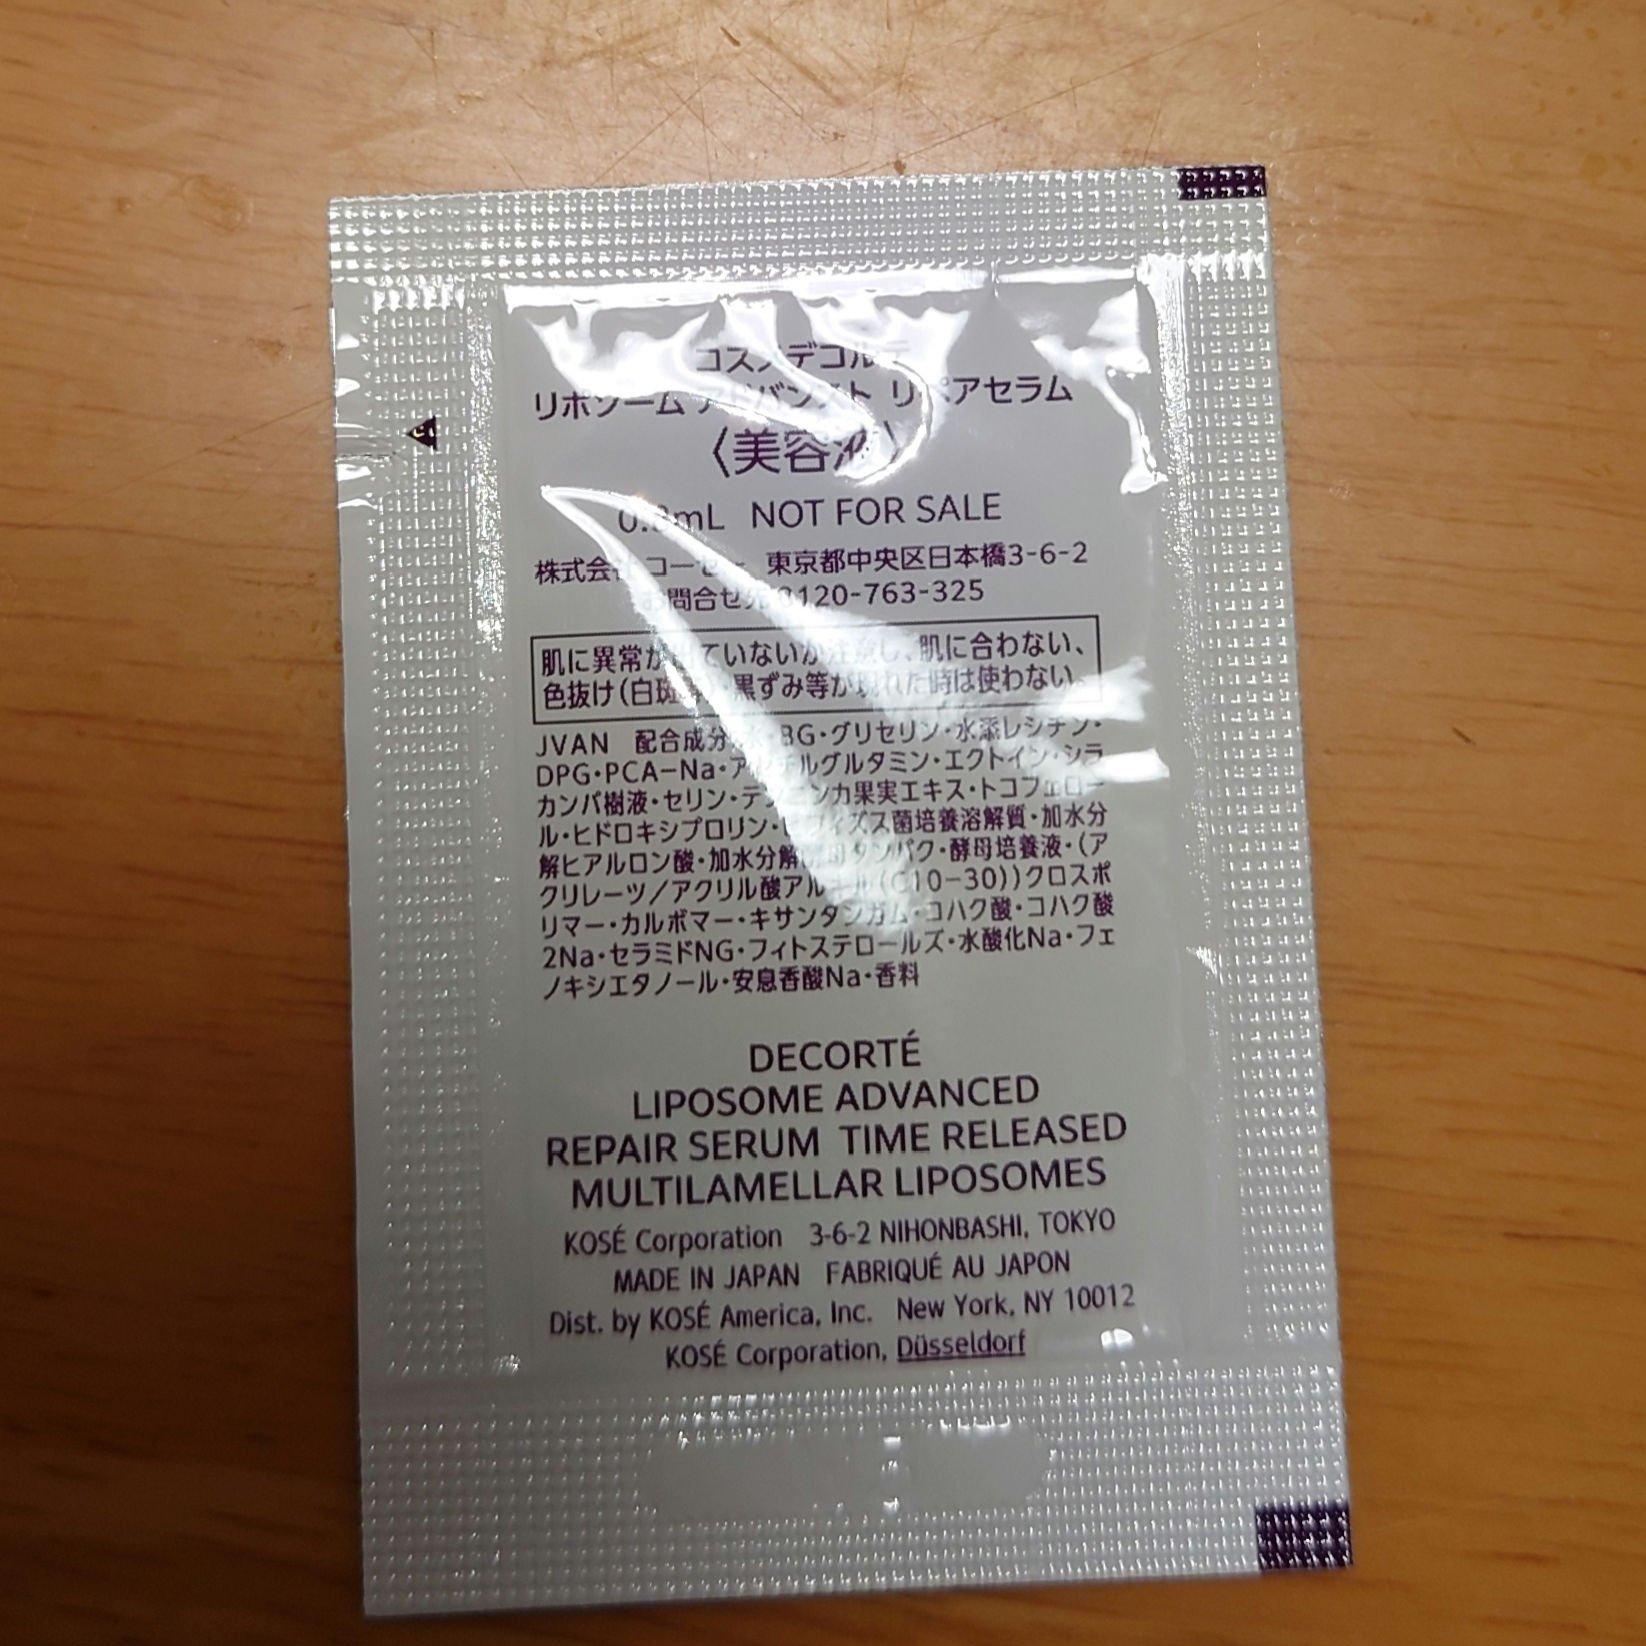 コスメデコルテ
リポソーム アドバンスト リペアセラム
〈美容液〉
mL NOT FOR SALE
株式会社 コーセー 東京都中央区日本橋3-6-2
お問合せ先 0120-763-325
肌に異常が出ていないか注意し、肌に合わない、
色抜け(白斑等)・黒ずみ等が現れた時は使わない。
JVAN 配合成分:水・BG・グリセリン・水添レシチン・
DPG・PCA−Na・アセチルグルタミン・エクトイン・シラ
カンバ樹液・セリン・テンニンカ果実エキス・トコフェロー
ル・ヒドロキシプロリン・ビフィズス菌培養溶解質・加水分
解ヒアルロン酸・加水分解酵母タンパク・酵母培養液・(ア
クリレーツ/アクリル酸アルキル(C10−30))クロスポ
リマー・カルボマー・キサンタンガム・コハク酸・コハク酸
2Na・セラミドNG・フィトステロールズ・水酸化Na・フェ
ノキシエタノール・安息香酸Na・香料
DECORTÉ
LIPOSOME ADVANCED
REPAIR SERUM TIME RELEASED
MULTILAMELLAR LIPOSOMES
KOSÉ Corporation 3-6-2 NIHONBASHI, TOKYO
MADE IN JAPAN FABRIQUÉ AU JAPON
Dist. by KOSÉ America, Inc. New York, NY 10012
KOSÉ Corporation, Düsseldorf